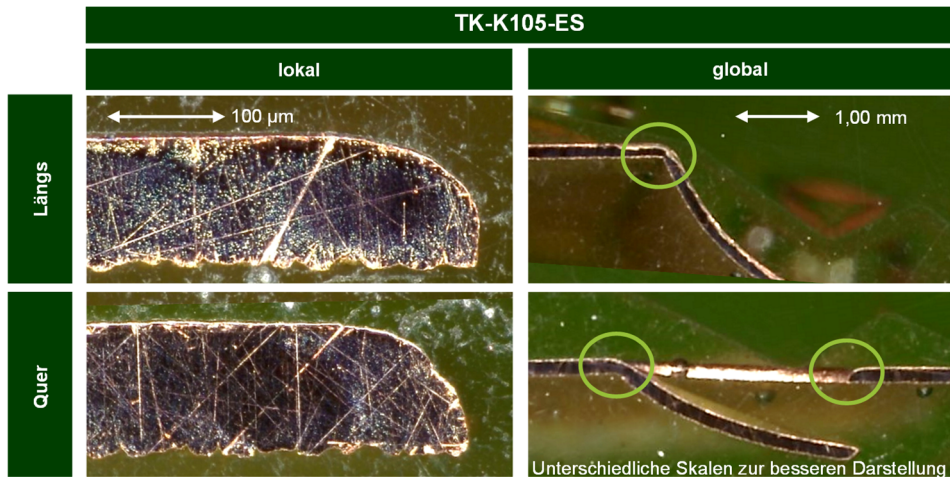 TK-K105-ES
lokal
global
Längs
100 µm
1,00 mm
Quer
Unterschiedliche Skalen zur besseren Darstellung